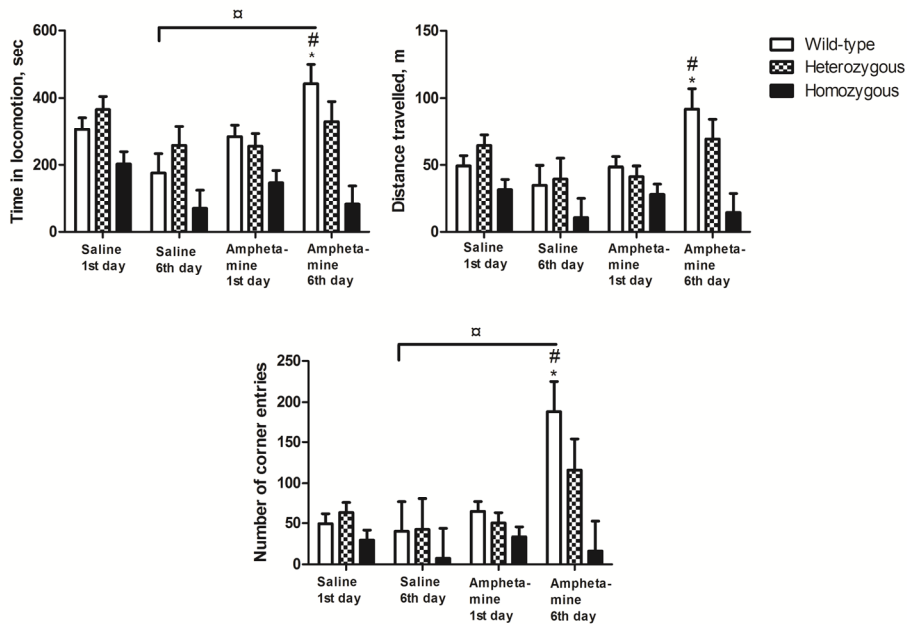 ¤
#
*
Time in locomotion, sec
600
400
200
0
Saline
1st day
Saline
6th day
Ampheta-
mine
1st day
Ampheta-
mine
6th day
#
*
Distance travelled, m
150
100
50
0
Saline
1st day
Saline
6th day
Ampheta-
mine
1st day
Ampheta-
mine
6th day
Wild-type
Heterozygous
Homozygous
¤
#
*
Number of corner entries
250
200
150
100
50
0
Saline
1st day
Saline
6th day
Ampheta-
mine
1st day
Ampheta-
mine
6th day